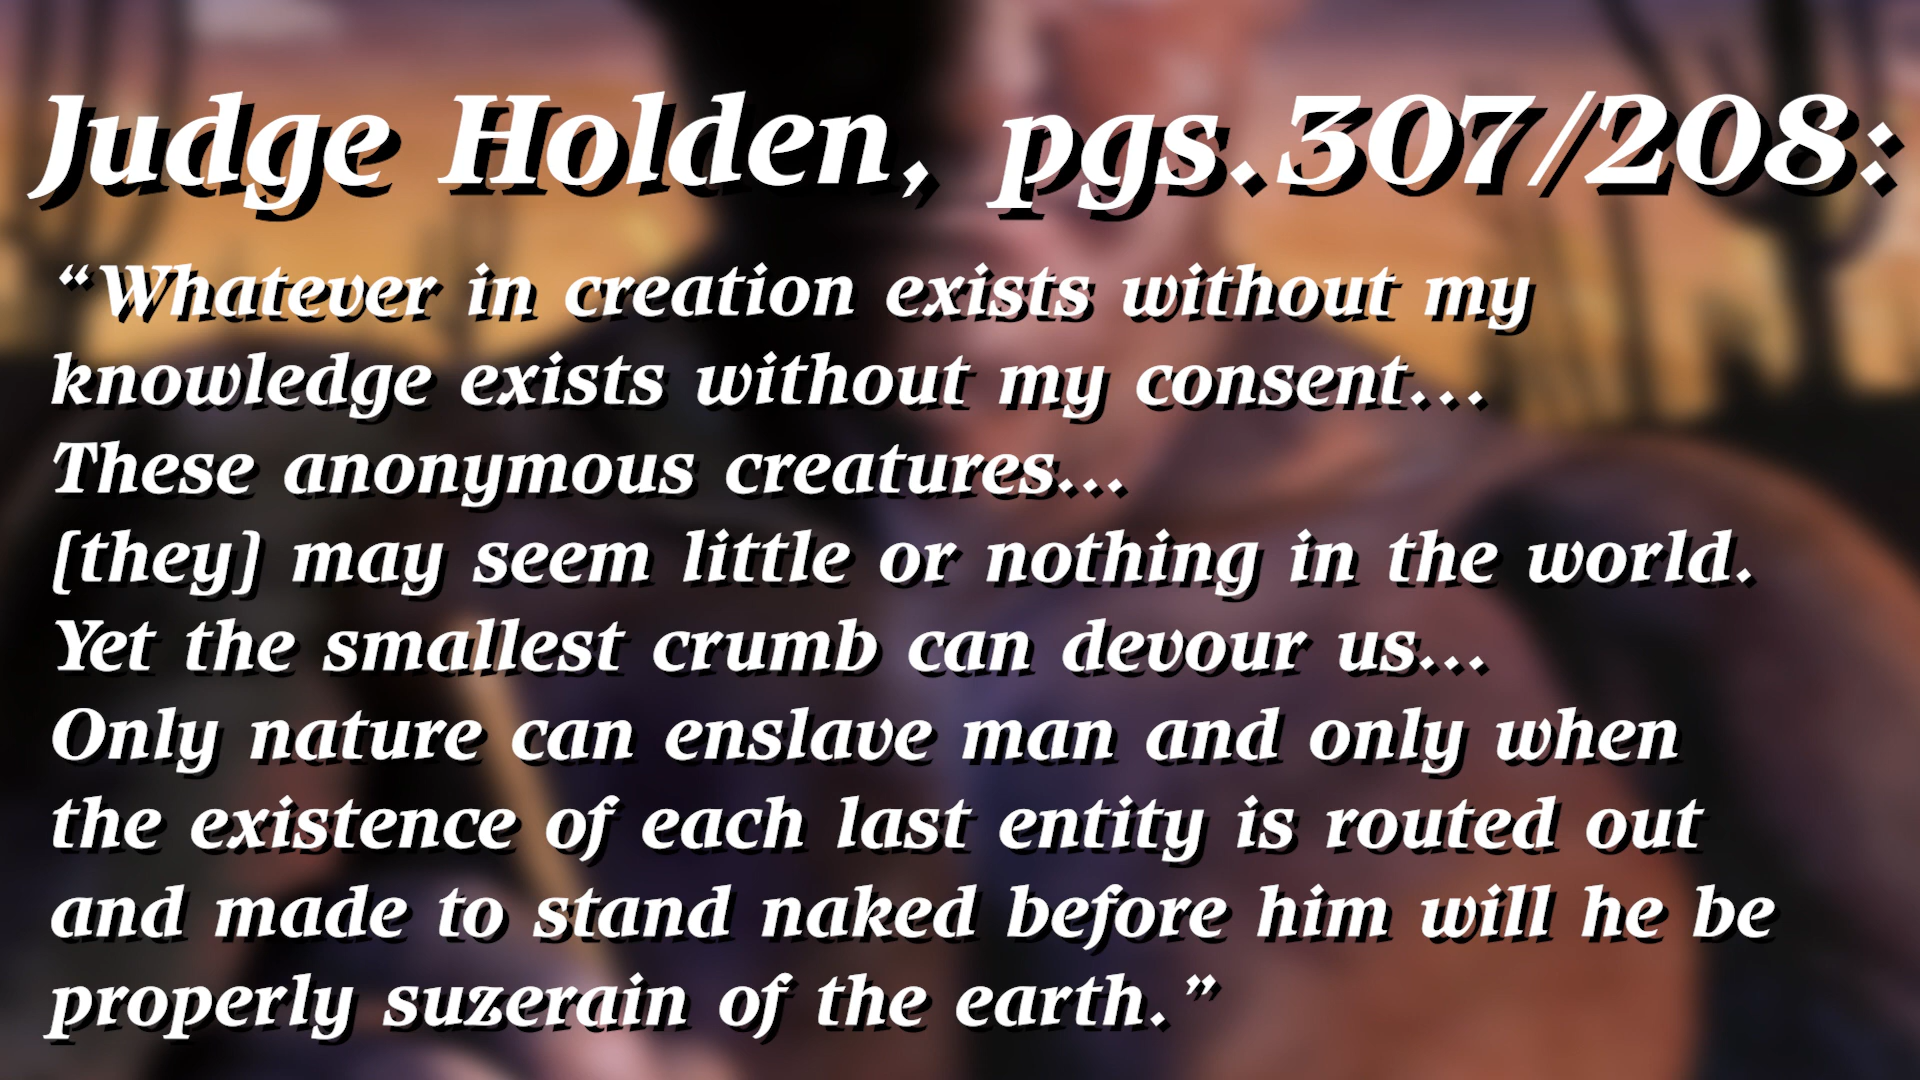 Judge Holden, pgs.307/208:
“Whatever in creation exists without my
knowledge exists without my consent…
These anonymous creatures…
[they] may seem little or nothing in the world.
Yet the smallest crumb can devour us…
Only nature can enslave man and only when
the existence of each last entity is routed out
and made to stand naked before him will he be
properly suzerain of the earth.”